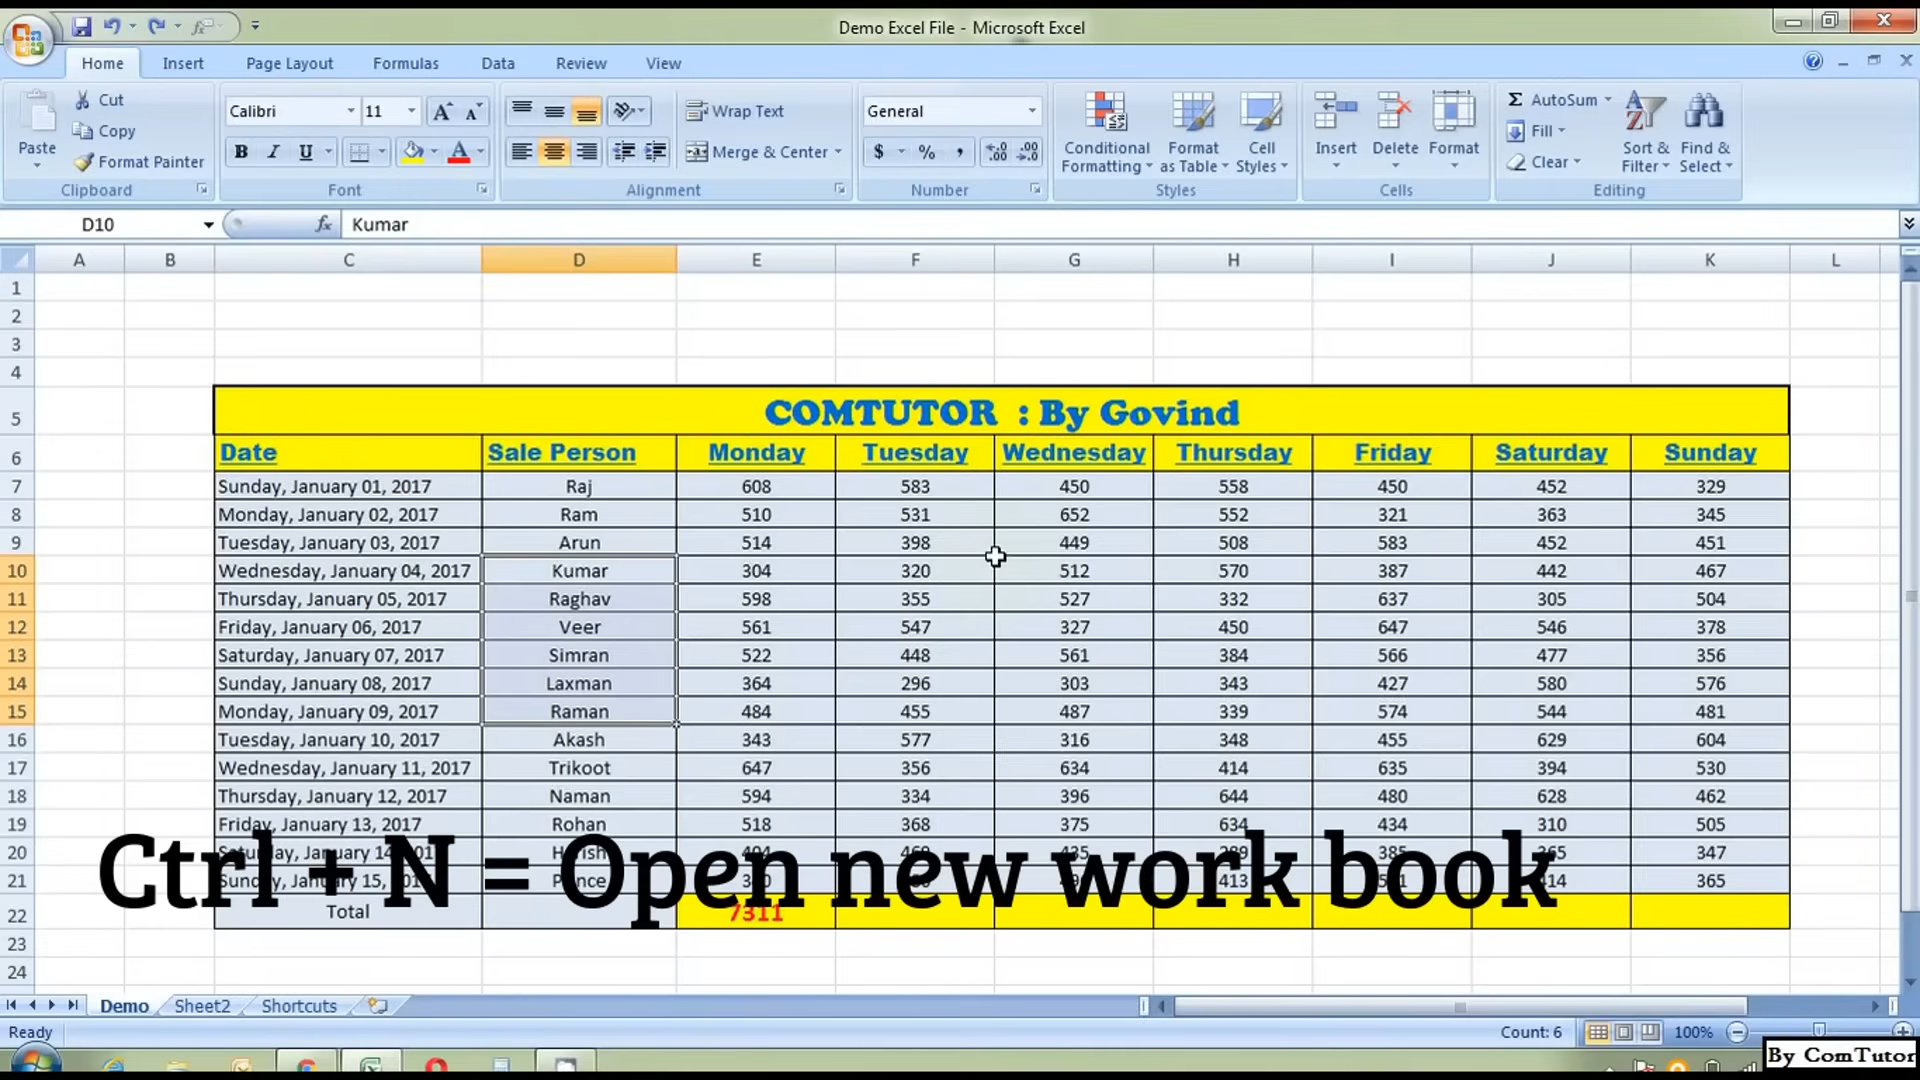 Demo Excel File - Microsoft Excel
Home Insert Page Layout Formulas Data Review View
Paste Cut Copy Format Painter Clipboard
Calibri 11 B I U Font
Wrap Text Merge & Center Alignment
General $ % , Number
Conditional Formatting Format as Table Cell Styles Styles
Insert Delete Format Cells
Σ AutoSum Fill Clear Sort & Filter Find & Select Editing
D10 fx Kumar
A B C D E F G H I J K L
1
2
3
4
5 COMTUTOR : By Govind
6 Date Sale Person Monday Tuesday Wednesday Thursday Friday Saturday Sunday
7 Sunday, January 01, 2017 Raj 608 583 450 558 450 452 329
8 Monday, January 02, 2017 Ram 510 531 652 552 321 363 345
9 Tuesday, January 03, 2017 Arun 514 398 449 508 583 452 451
10 Wednesday, January 04, 2017 Kumar 304 320 512 570 387 442 467
11 Thursday, January 05, 2017 Raghav 598 355 527 332 637 305 504
12 Friday, January 06, 2017 Veer 561 547 327 450 647 546 378
13 Saturday, January 07, 2017 Simran 522 448 561 384 566 477 356
14 Sunday, January 08, 2017 Laxman 364 296 303 343 427 580 576
15 Monday, January 09, 2017 Raman 484 455 487 339 574 544 481
16 Tuesday, January 10, 2017 Akash 343 577 316 348 455 629 604
17 Wednesday, January 11, 2017 Trikoot 647 356 634 414 635 394 530
18 Thursday, January 12, 2017 Naman 594 334 396 644 480 628 462
19 Friday, January 13, 2017 Rohan 518 368 375 634 434 310 505
20 347
21 413 365
Ctrl + N = Open new work book
22 Total 7311
23
24
Demo Sheet2 Shortcuts
Ready Count: 6 100%
By ComTutor